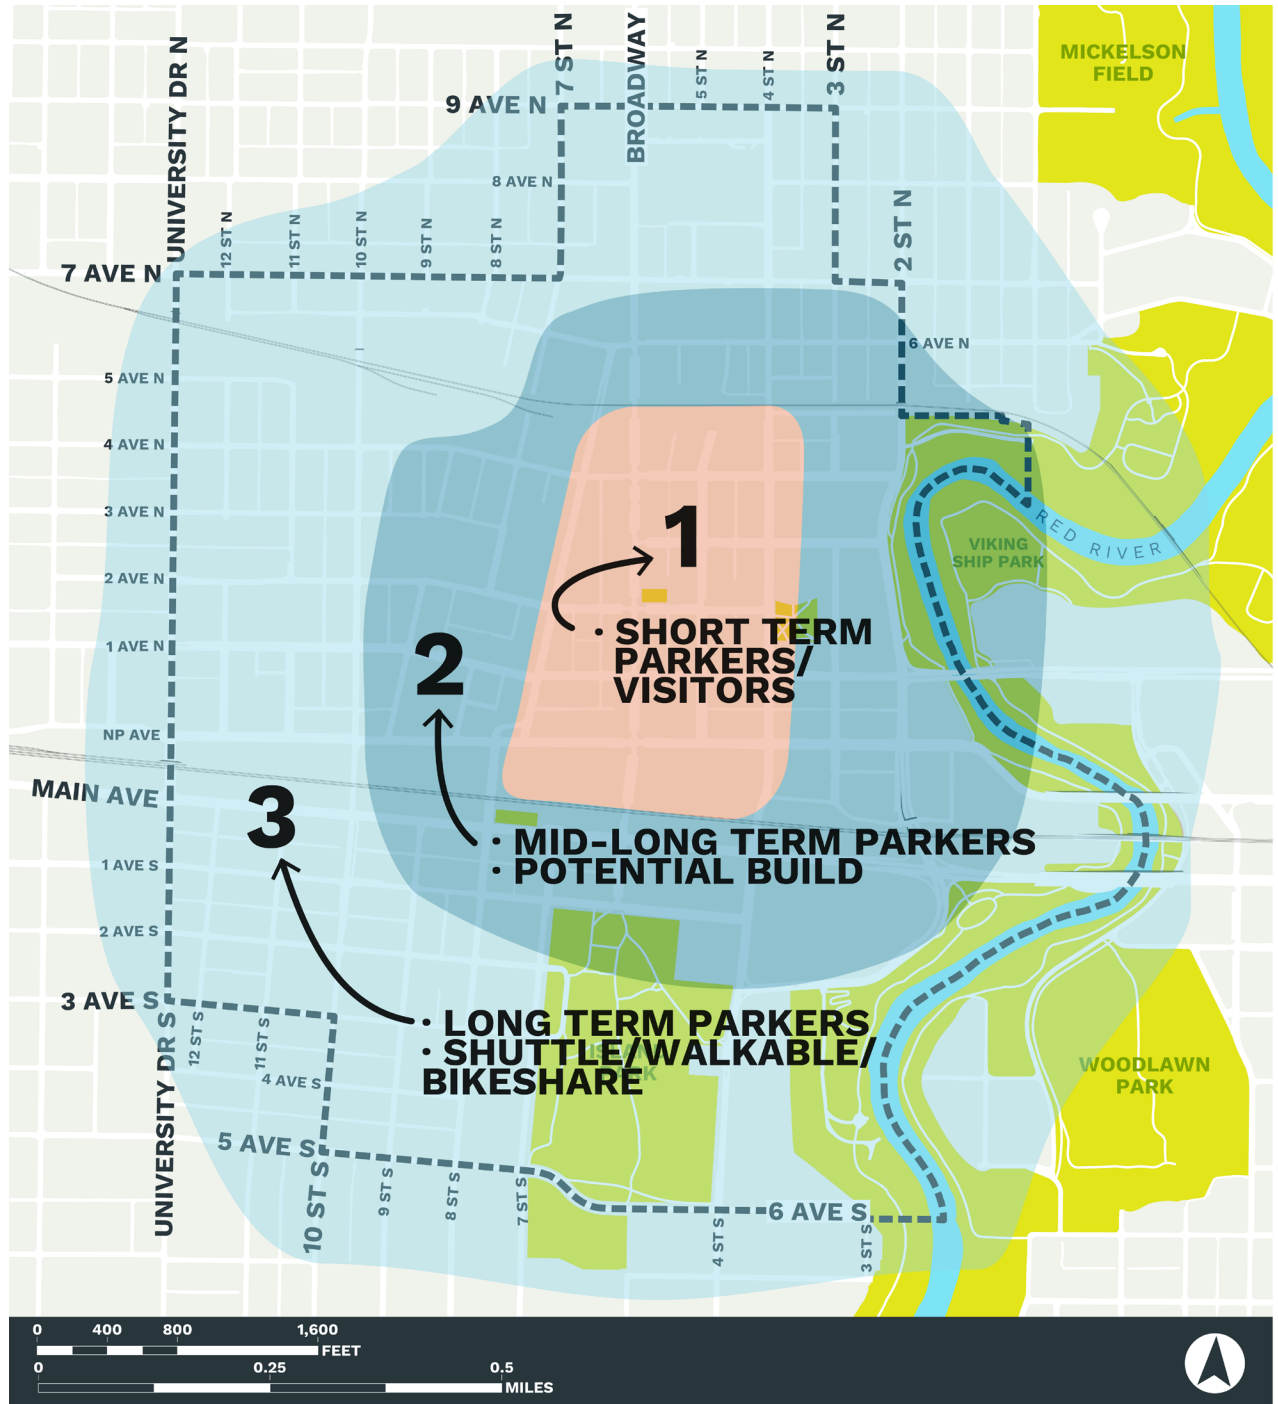 MICKELSON
FIELD
UNIVERSITY DR N
7 ST N
BROADWAY
5 ST N
4 ST N
3 ST N
9 AVE N
8 AVE N
2 ST N
12 ST N
11 ST N
10 ST N
9 ST N
8 ST N
7 AVE N
6 AVE N
5 AVE N
4 AVE N
3 AVE N
2 AVE N
1 AVE N
NP AVE
MAIN AVE
1 AVE S
2 AVE S
3 AVE S
RED RIVER
VIKING
SHIP PARK
1
· SHORT TERM
PARKERS/
VISITORS
2
· MID-LONG TERM PARKERS
· POTENTIAL BUILD
3
· LONG TERM PARKERS
· SHUTTLE/WALKABLE/
BIKESHARE
ISLAND
PARK
WOODLAWN
PARK
UNIVERSITY DR S
12 ST S
11 ST S
4 AVE S
5 AVE S
10 ST S
9 ST S
8 ST S
7 ST S
6 AVE S
4 ST S
3 ST S
0 400 800 1,600
FEET
0 0.25 0.5
MILES